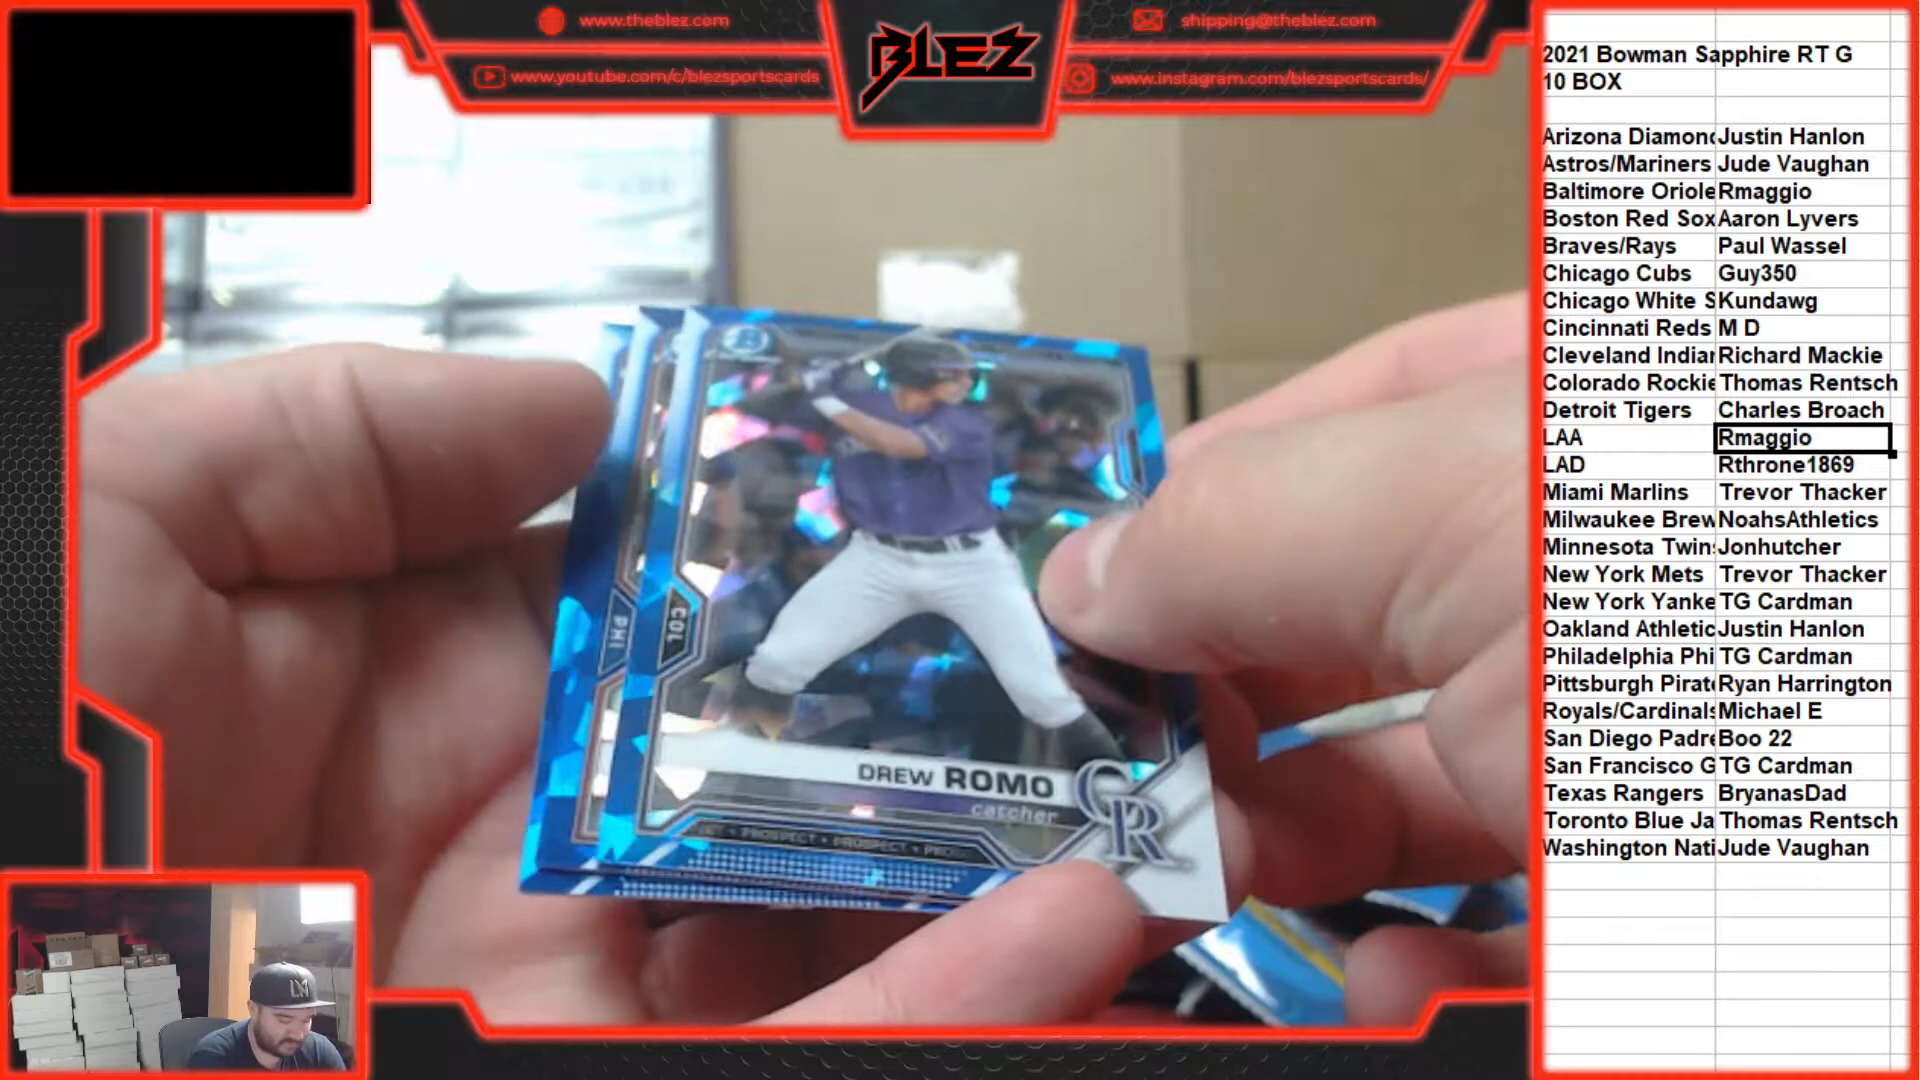 www.theblez.com
www.youtube.com/c/blezsportscards
BLEZ
shipping@theblez.com
www.instagram.com/blezsportscards/
2021 Bowman Sapphire RT G
10 BOX
Arizona Diamond Justin Hanlon
Astros/Mariners Jude Vaughan
Baltimore Oriole Rmaggio
Boston Red Sox Aaron Lyvers
Braves/Rays Paul Wassel
Chicago Cubs Guy350
Chicago White S Kundawg
Cincinnati Reds M D
Cleveland Indian Richard Mackie
Colorado Rockie Thomas Rentsch
Detroit Tigers Charles Broach
LAA Rmaggio
LAD Rthrone1869
Miami Marlins Trevor Thacker
Milwaukee Brew NoahsAthletics
Minnesota Twins Jonhutcher
New York Mets Trevor Thacker
New York Yanke TG Cardman
Oakland Athletic Justin Hanlon
Philadelphia Phi TG Cardman
Pittsburgh Pirate Ryan Harrington
Royals/Cardinals Michael E
San Diego Padre Boo 22
San Francisco G TG Cardman
Texas Rangers BryanasDad
Toronto Blue Ja Thomas Rentsch
Washington Nati Jude Vaughan
PHI
COL
DREW ROMO
catcher
CR
PROSPECT • PROSPECT